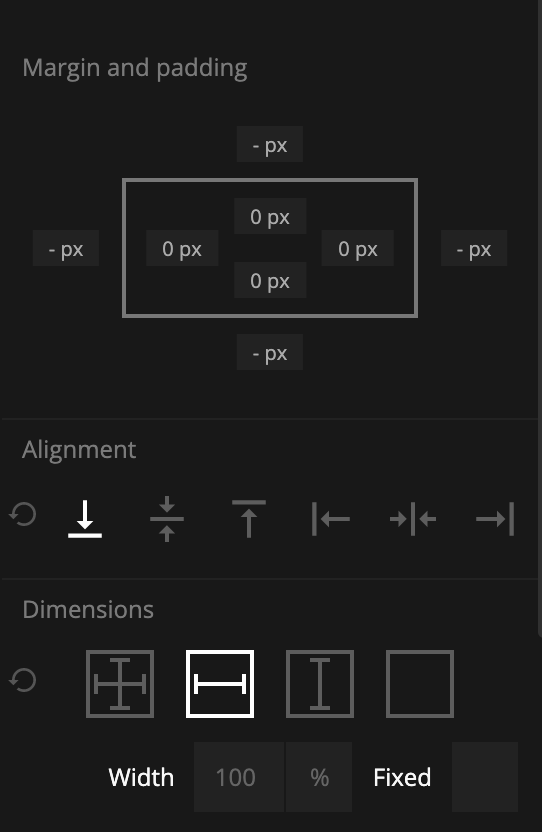 Margin and padding
- px
0 px
- px 0 px 0 px - px
0 px
- px
Alignment
Dimensions
Width 100 % Fixed